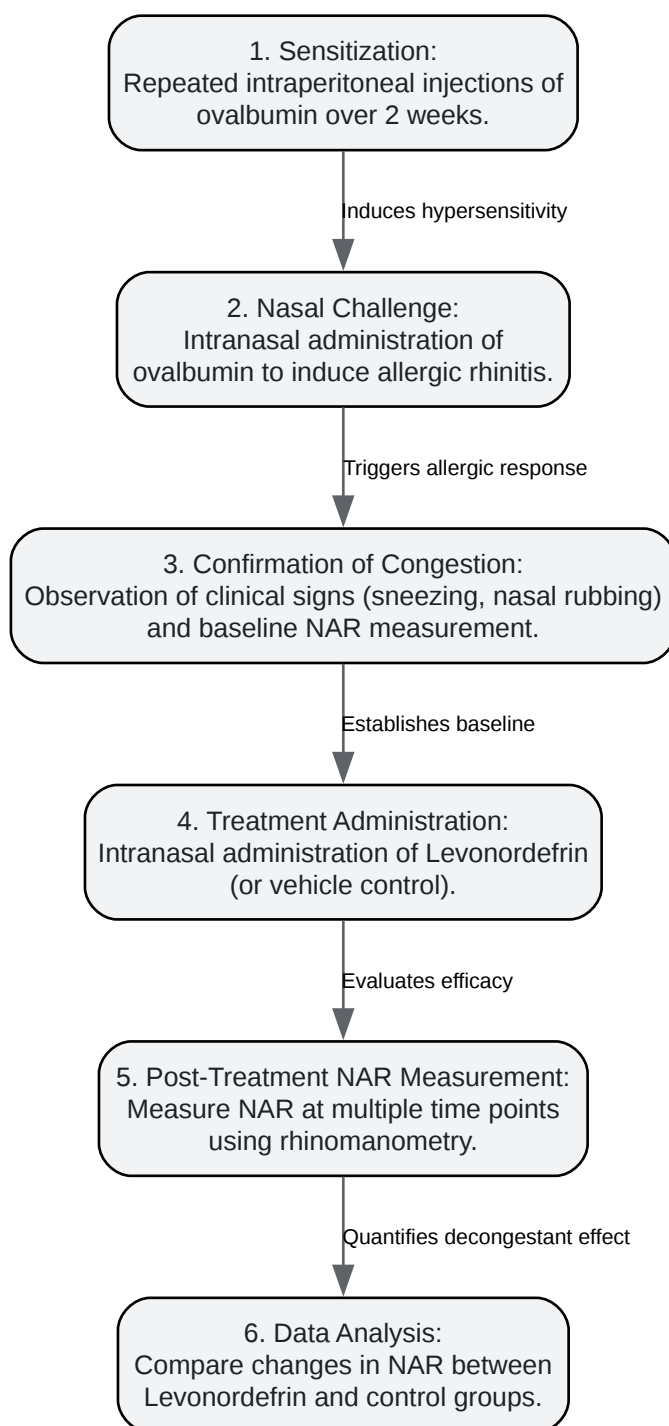 1. Sensitization:
Repeated intraperitoneal injections of
ovalbumin over 2 weeks.
Induces hypersensitivity
2. Nasal Challenge:
Intranasal administration of
ovalbumin to induce allergic rhinitis.
Triggers allergic response
3. Confirmation of Congestion:
Observation of clinical signs (sneezing, nasal rubbing)
and baseline NAR measurement.
Establishes baseline
4. Treatment Administration:
Intranasal administration of Levonordefrin
(or vehicle control).
Evaluates efficacy
5. Post-Treatment NAR Measurement:
Measure NAR at multiple time points
using rhinomanometry.
Quantifies decongestant effect
6. Data Analysis:
Compare changes in NAR between
Levonordefrin and control groups.